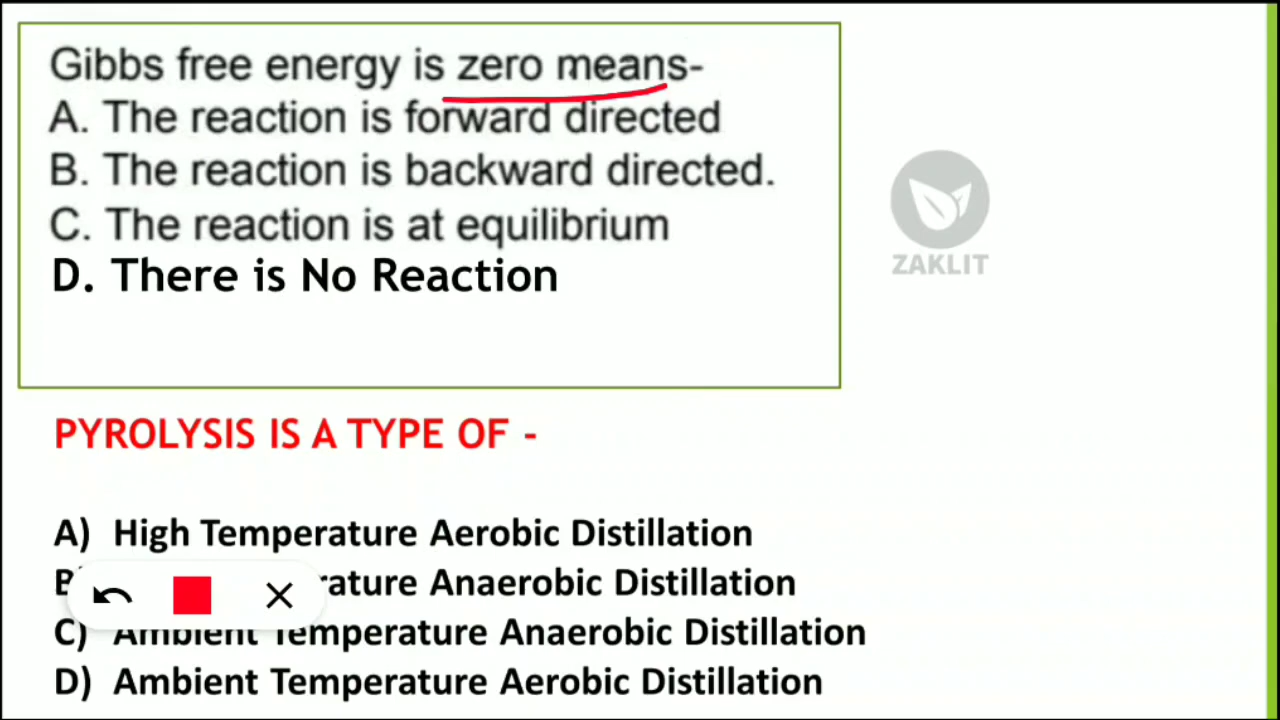 Gibbs free energy is zero means-
A. The reaction is forward directed
B. The reaction is backward directed.
C. The reaction is at equilibrium
D. There is No Reaction
ZAKLIT
PYROLYSIS IS A TYPE OF -
A) High Temperature Aerobic Distillation
B) Anaerobic Distillation
C) Ambient Temperature Anaerobic Distillation
D) Ambient Temperature Aerobic Distillation